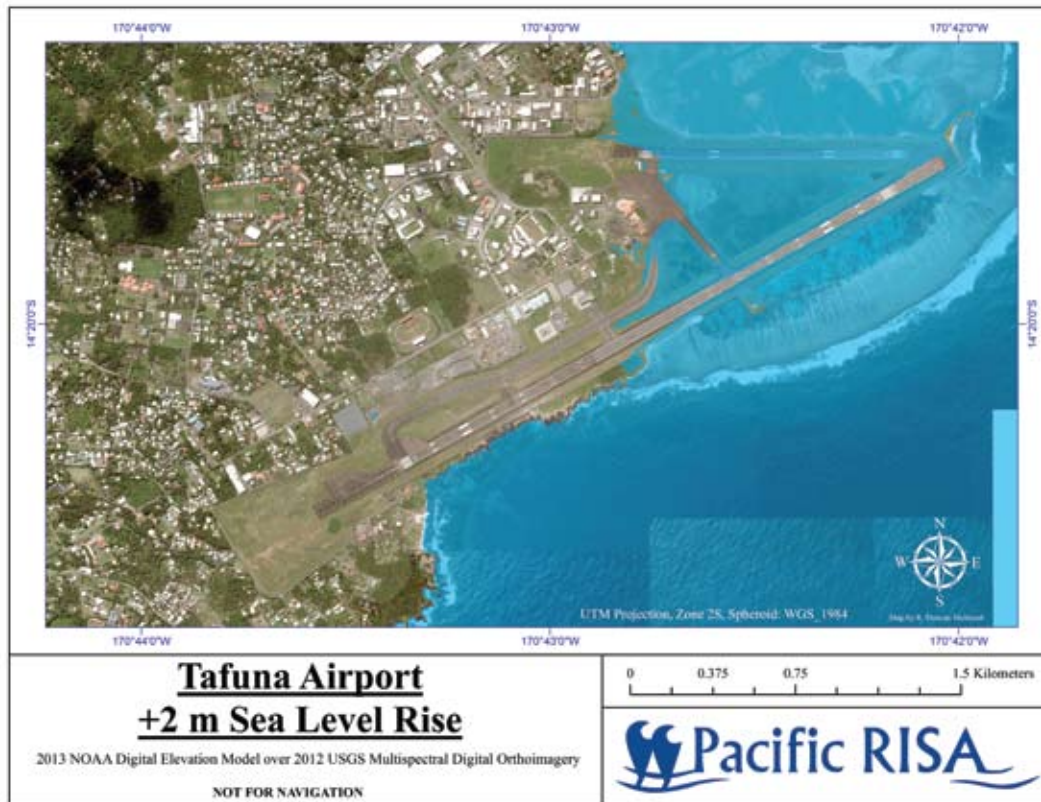 170°44'0"W
170°43'0"W
170°42'0"W
14°20'0"S
14°20'0"S
N
W E
S
UTM Projection, Zone 2S, Spheroid: WGS_1984
170°44'0"W
170°43'0"W
170°42'0"W
Tafuna Airport
+2 m Sea Level Rise
2013 NOAA Digital Elevation Model over 2012 USGS Multispectral Digital Orthoimagery
NOT FOR NAVIGATION
0 0.375 0.75 1.5 Kilometers
Pacific RISA